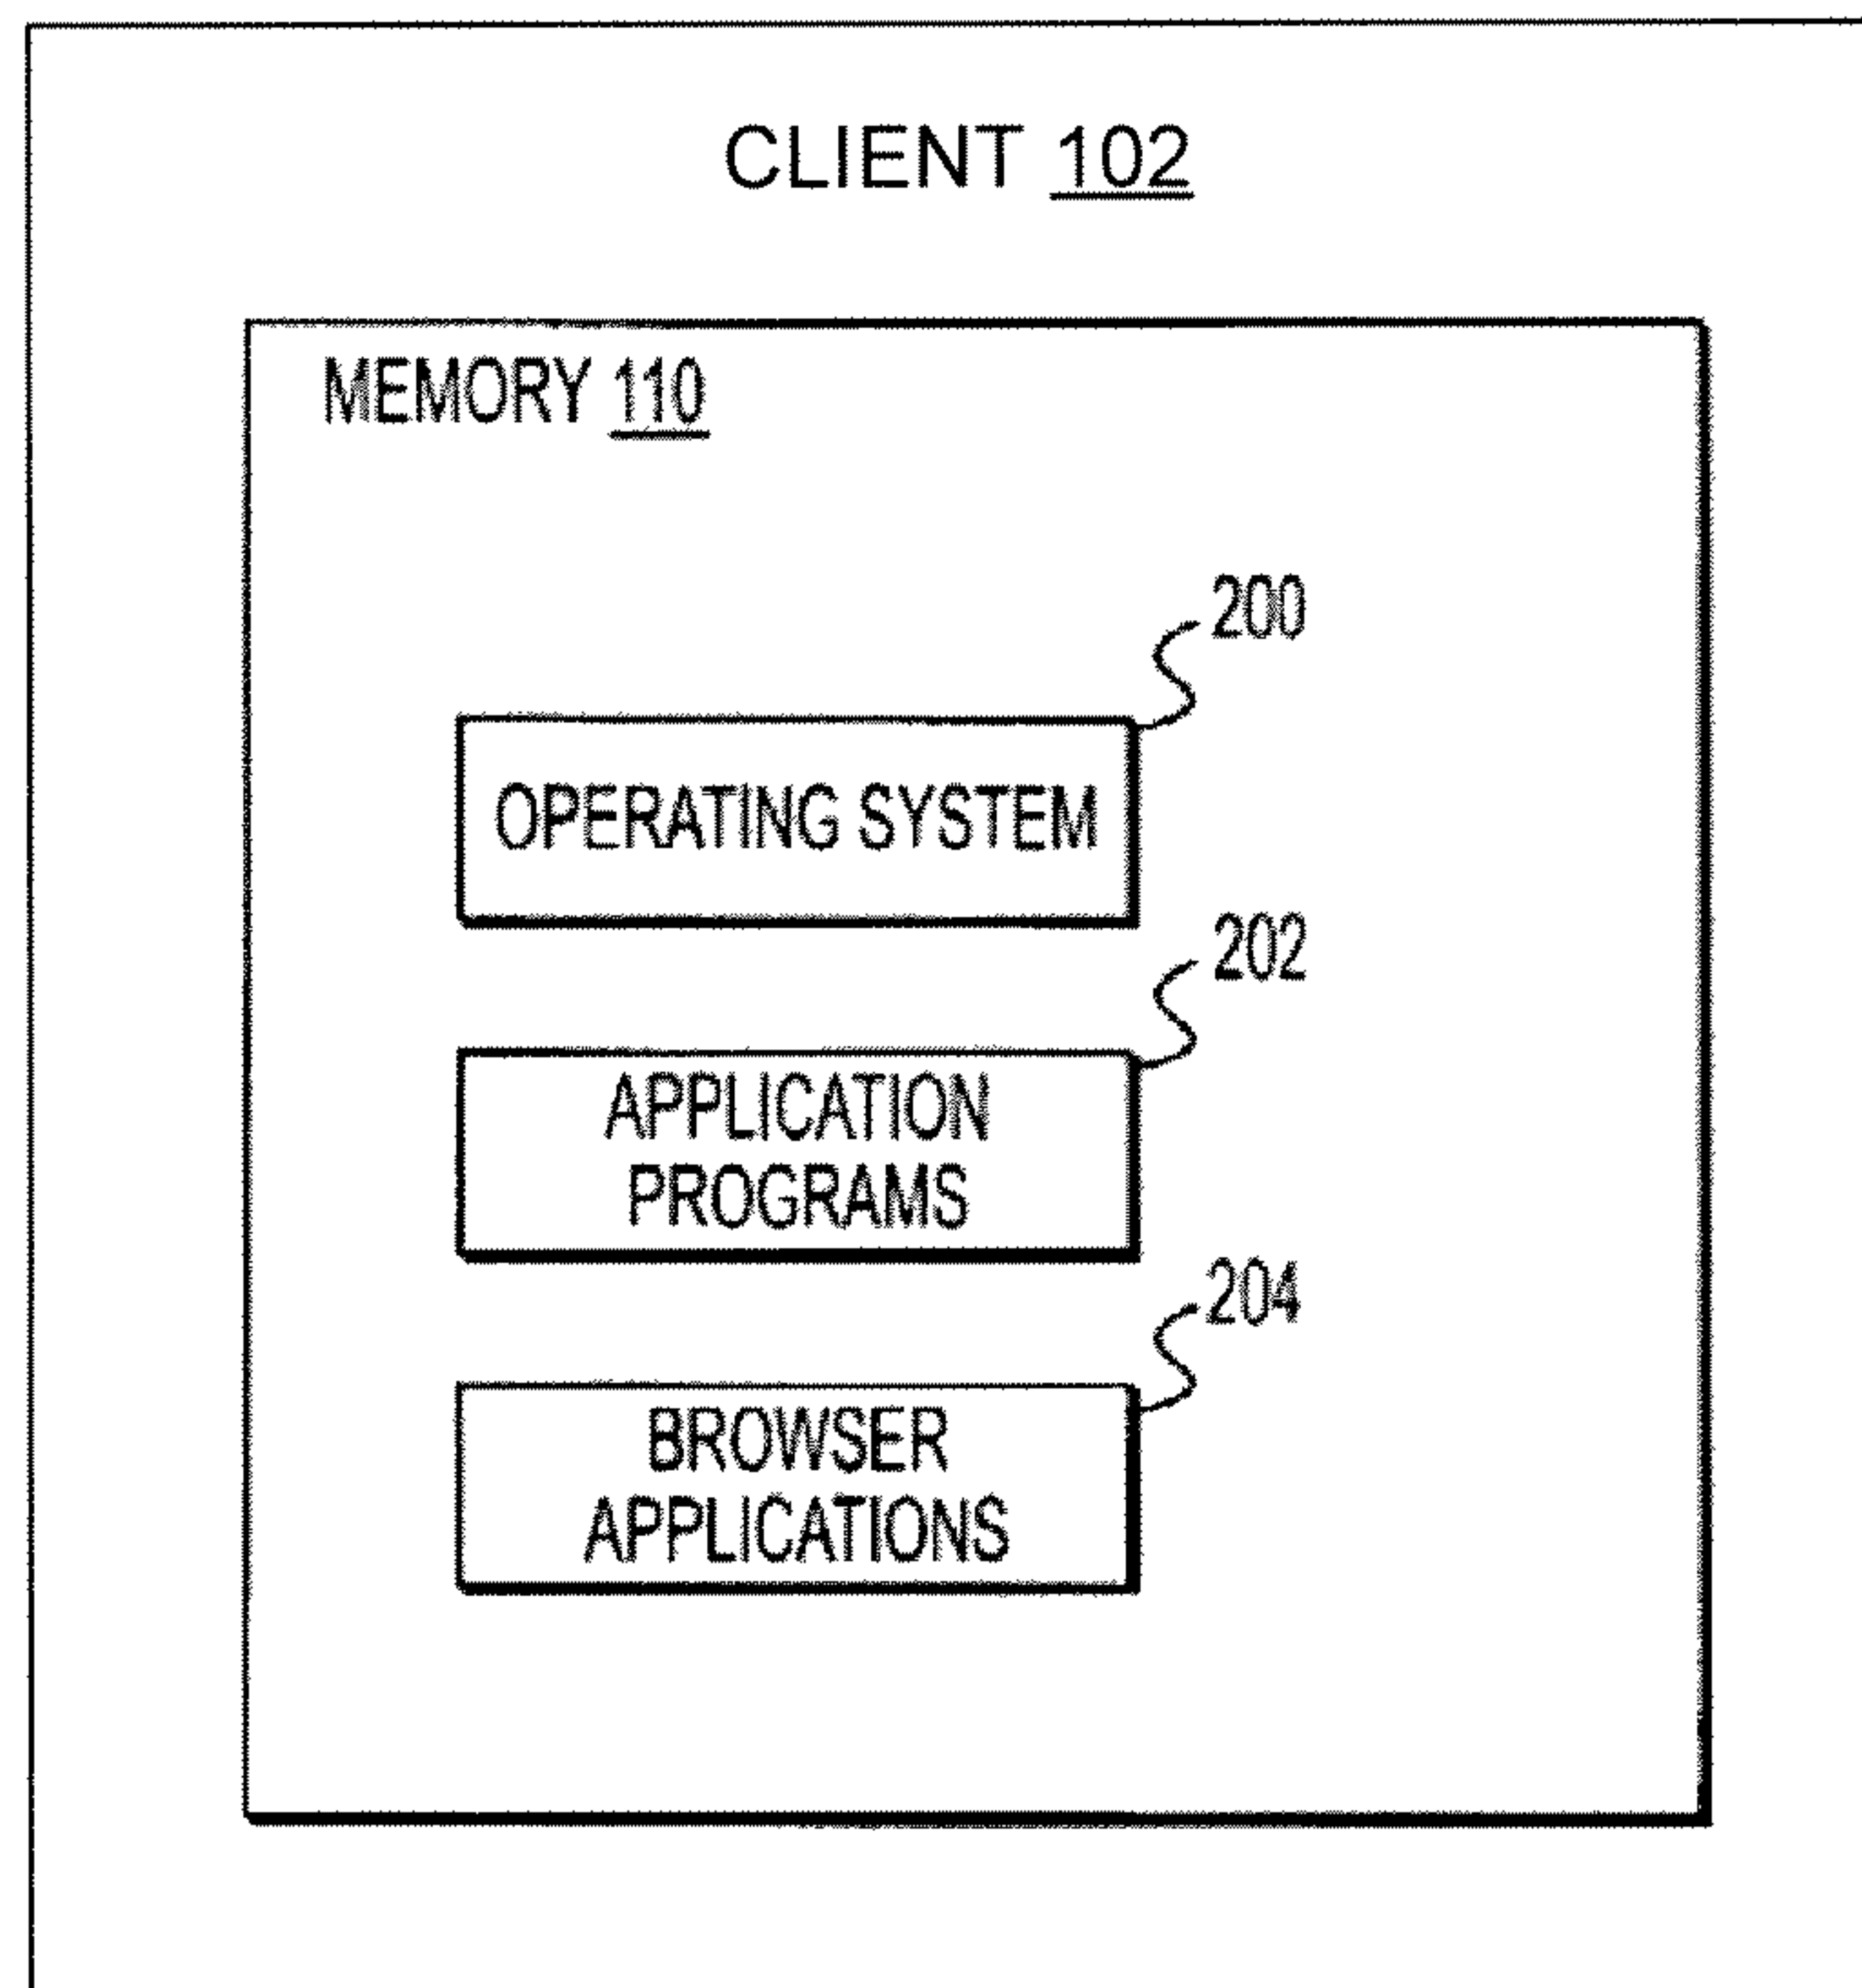 CLIENT 102
MEMORY 110
200
OPERATING SYSTEM
202
APPLICATION
PROGRAMS
204
BROWSER
APPLICATIONS